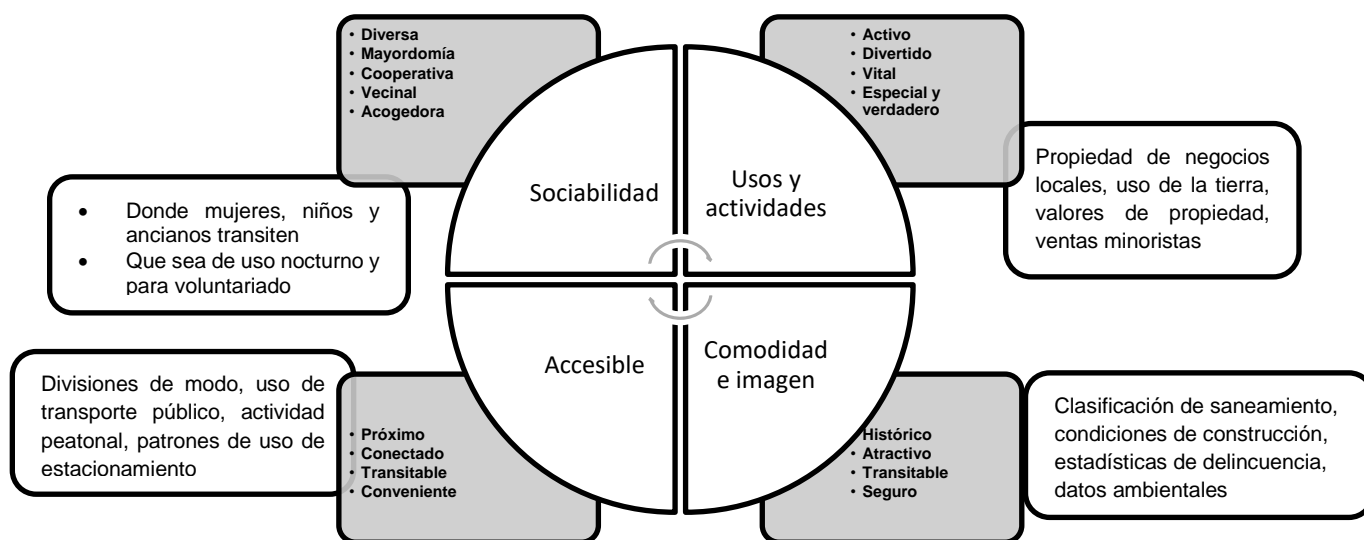 • Diversa
• Mayordomía
• Cooperativa
• Vecinal
• Acogedora
• Activo
• Divertido
• Vital
• Especial y
verdadero
Sociabilidad
Usos y
actividades
• Donde mujeres, niños y
ancianos transiten
• Que sea de uso nocturno y
para voluntariado
Propiedad de negocios
locales, uso de la tierra,
valores de propiedad,
ventas minoristas
Accesible
Comodidad
e imagen
Divisiones de modo, uso de
transporte público, actividad
peatonal, patrones de uso de
estacionamiento
• Próximo
• Conectado
• Transitable
• Conveniente
• Histórico
• Atractivo
• Transitable
• Seguro
Clasificación de saneamiento,
condiciones de construcción,
estadísticas de delincuencia,
datos ambientales